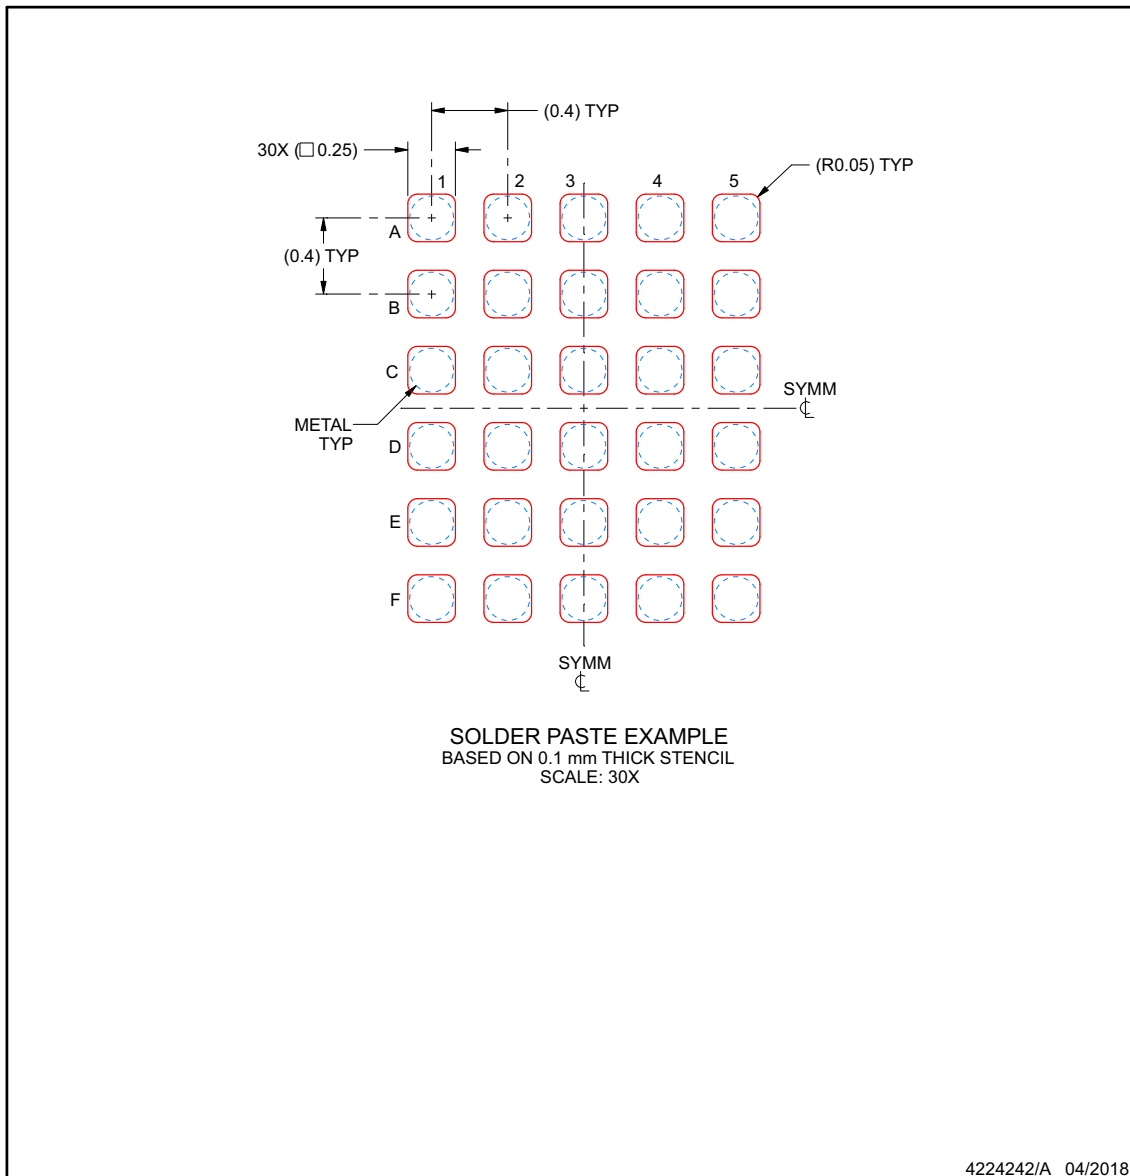 (0.4) TYP
30X (□ 0.25)
(R0.05) TYP
1 2 3 4 5
A
(0.4) TYP
B
C
SYMM
℄
METAL
TYP
D
E
F
SYMM
℄
SOLDER PASTE EXAMPLE
BASED ON 0.1 mm THICK STENCIL
SCALE: 30X
4224242/A 04/2018